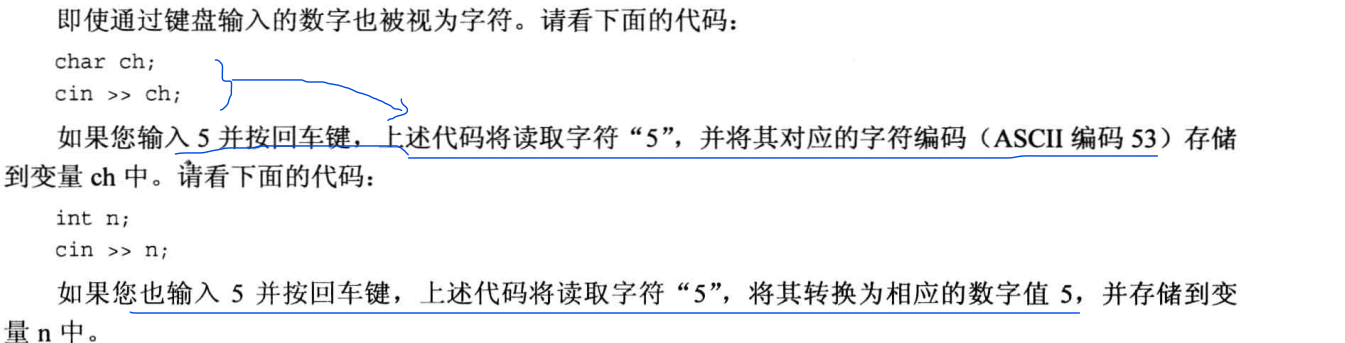 即使通过键盘输入的数字也被视为字符。请看下面的代码：
char ch;
cin >> ch;
如果您输入 5 并按回车键，上述代码将读取字符“5”，并将其对应的字符编码（ASCII 编码 53）存储
到变量 ch 中。请看下面的代码：
int n;
cin >> n;
如果您也输入 5 并按回车键，上述代码将读取字符“5”，将其转换为相应的数字值 5，并存储到变
量 n 中。